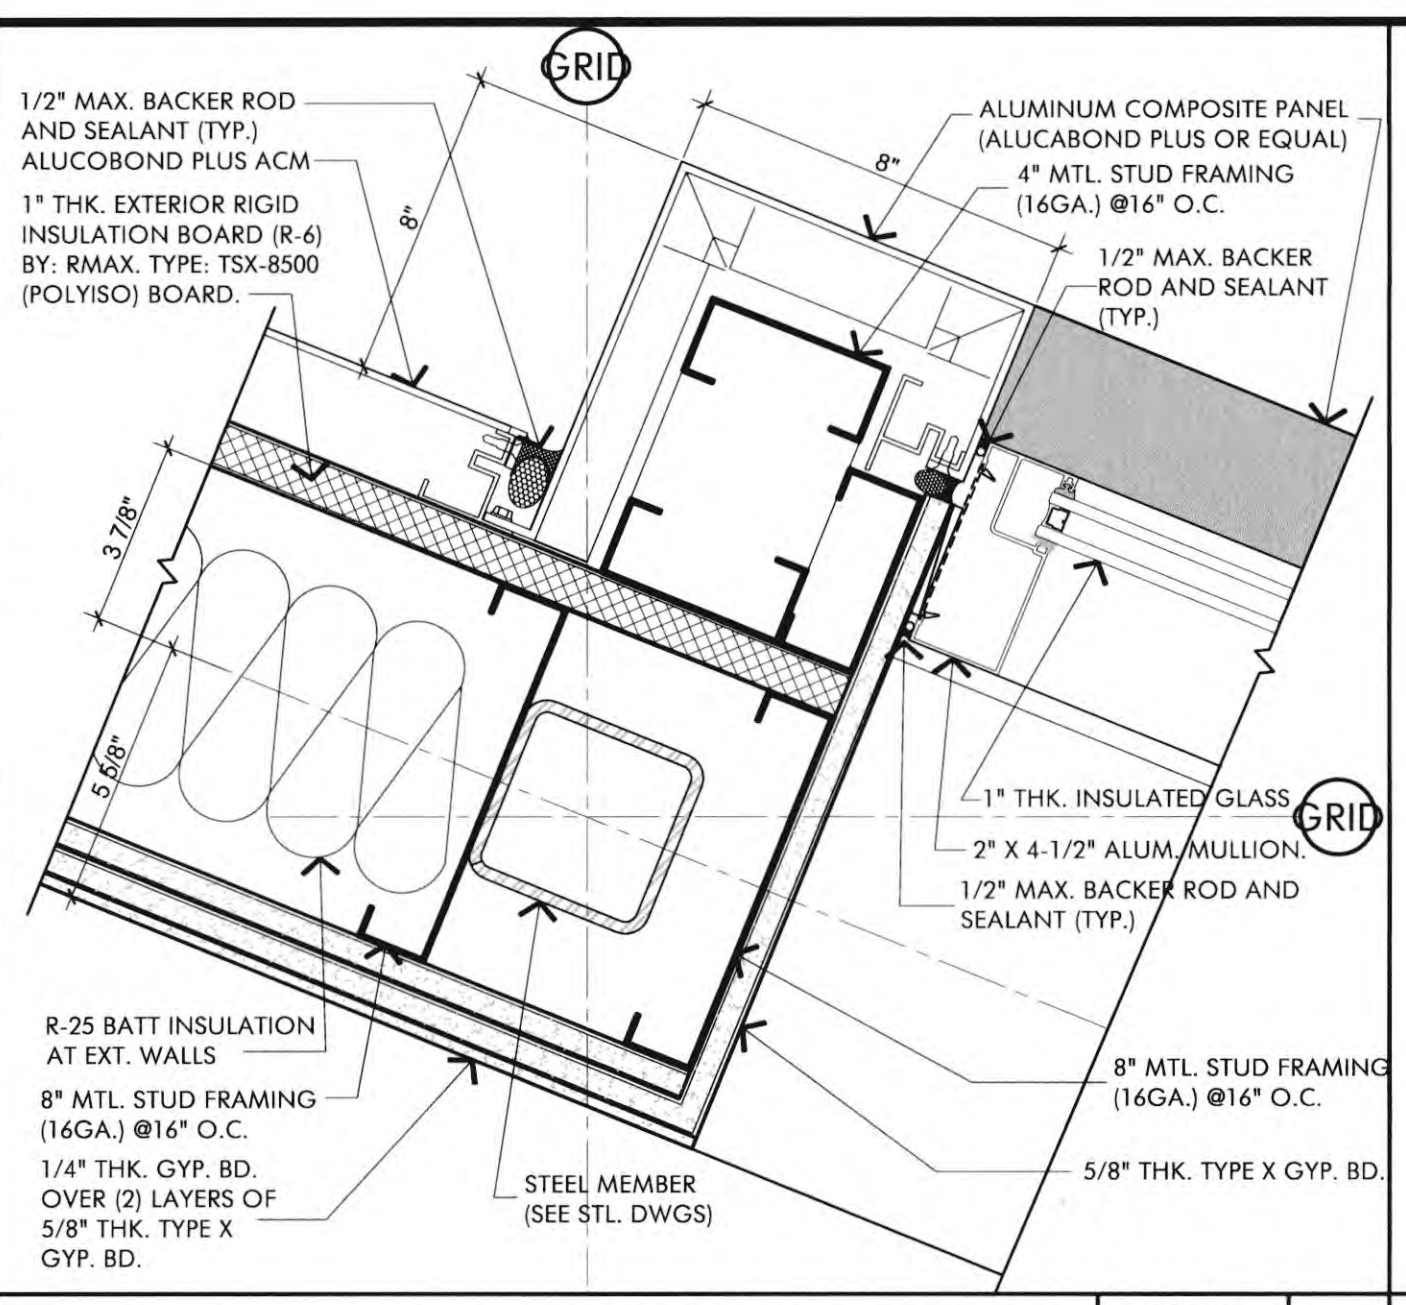 GRID
1/2" MAX. BACKER ROD
AND SEALANT (TYP.)
ALUCOBOND PLUS ACM
1" THK. EXTERIOR RIGID
INSULATION BOARD (R-6)
BY: RMAX. TYPE: TSX-8500
(POLYISO) BOARD.
8"
8"
ALUMINUM COMPOSITE PANEL
(ALUCABOND PLUS OR EQUAL)
4" MTL. STUD FRAMING
(16GA.) @16" O.C.
1/2" MAX. BACKER
ROD AND SEALANT
(TYP.)
3 7/8"
5 5/8"
1" THK. INSULATED GLASS
GRID
2" X 4-1/2" ALUM. MULLION.
1/2" MAX. BACKER ROD AND
SEALANT (TYP.)
R-25 BATT INSULATION
AT EXT. WALLS
8" MTL. STUD FRAMING
(16GA.) @16" O.C.
1/4" THK. GYP. BD.
OVER (2) LAYERS OF
5/8" THK. TYPE X
GYP. BD.
STEEL MEMBER
(SEE STL. DWGS)
8" MTL. STUD FRAMING
(16GA.) @16" O.C.
5/8" THK. TYPE X GYP. BD.